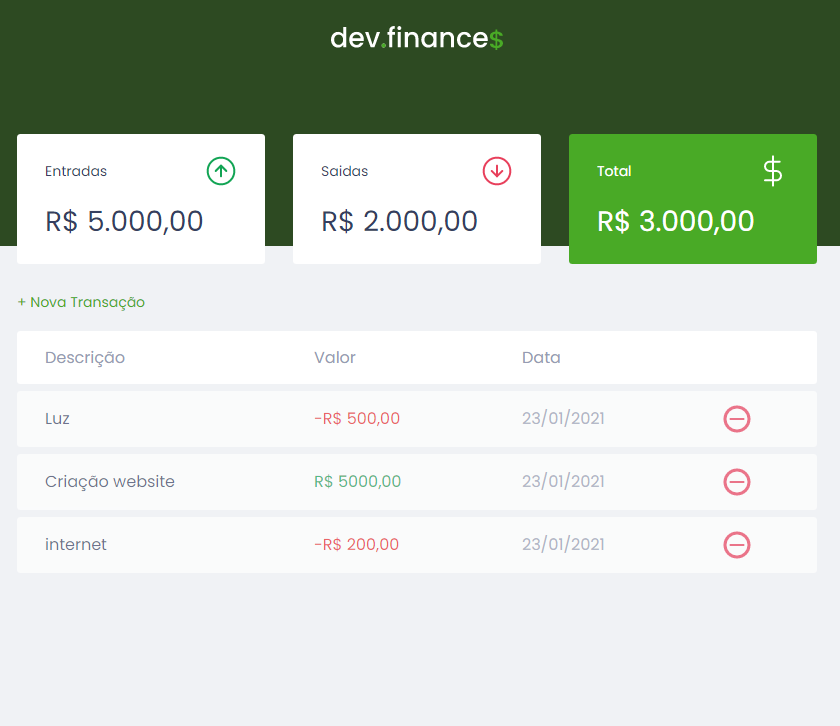 dev.finance$
Entradas
R$ 5.000,00
Saidas
R$ 2.000,00
Total
$
R$ 3.000,00
+ Nova Transação
Descrição Valor Data
Luz -R$ 500,00 23/01/2021
Criação website R$ 5000,00 23/01/2021
internet -R$ 200,00 23/01/2021